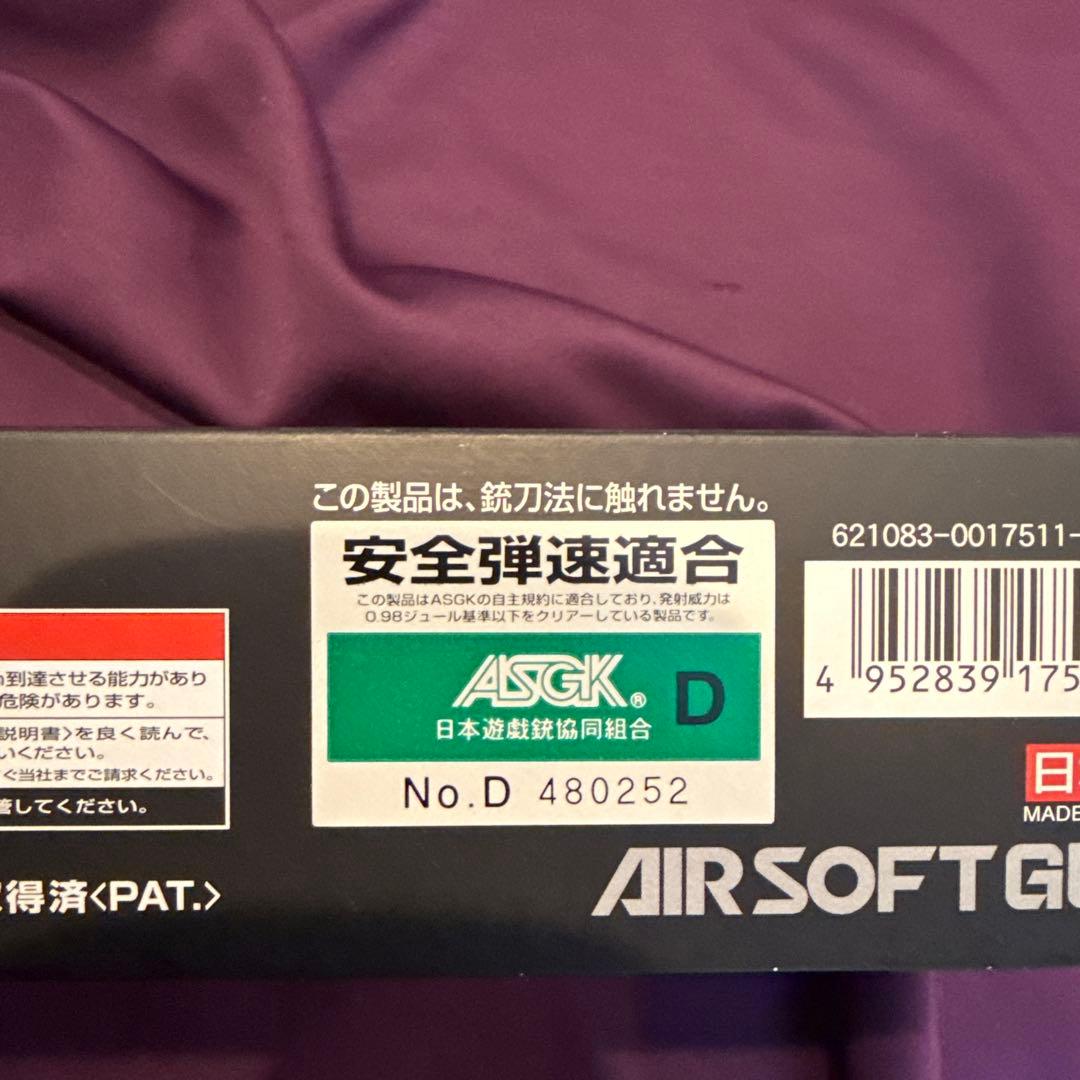 この製品は、銃刀法に触れません。
安全弾速適合
この製品はASGKの自主規約に適合しており、発射威力は
0.98ジュール基準以下をクリアーしている製品です。
ASGK® D
日本遊戯銃協同組合
No.D 480252
到達させる能力があり
危険があります。
説明書〉を良く読んで、
いください。
ぐ当社までご請求ください。
管してください。
得済〈PAT.〉
621083-0017511-
4 952839 175
日
MADE
AIRSOFT GU